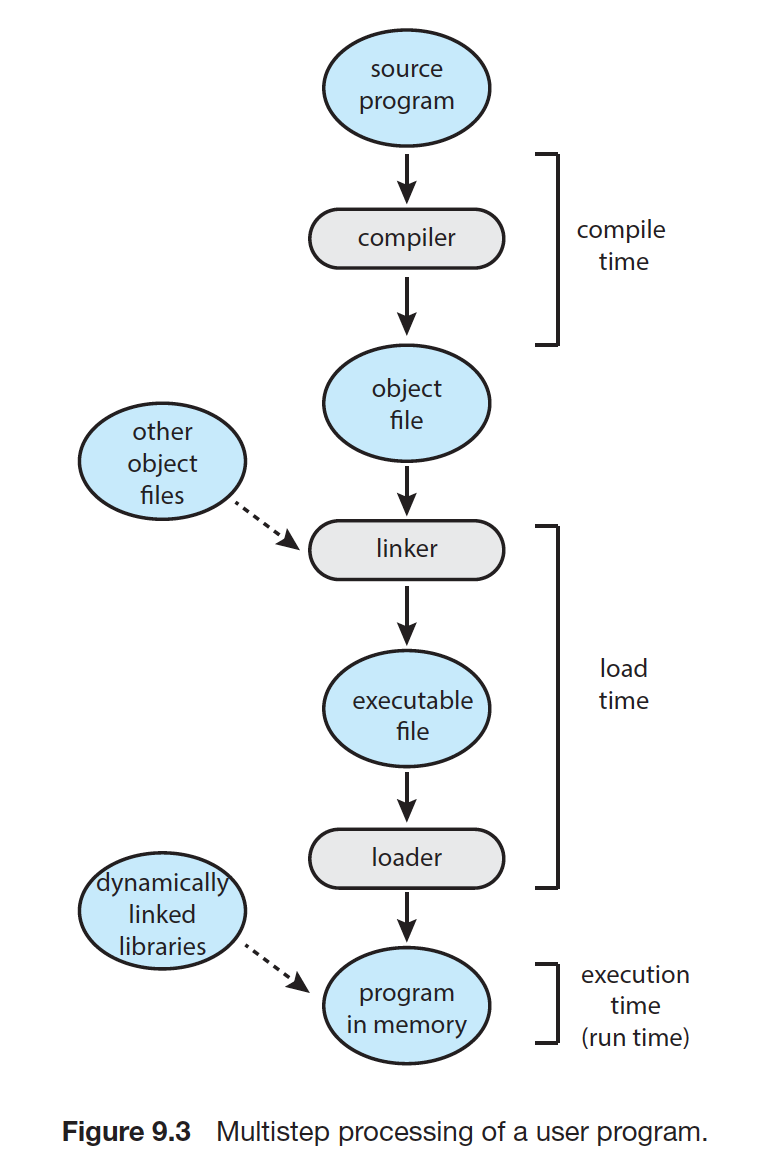 source
program
compiler
compile
time
object
file
other
object
files
linker
load
time
executable
file
loader
dynamically
linked
libraries
program
in memory
execution
time
(run time)
Figure 9.3 Multistep processing of a user program.